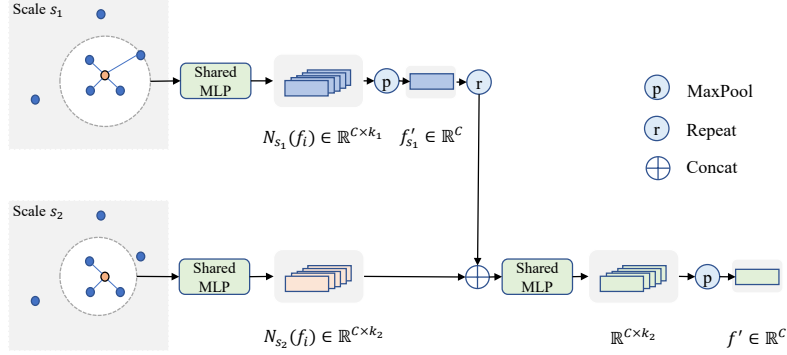 Scale s₁
Shared
MLP
p
r
N_{s₁}(f_i) ∈ ℝ^{C×k₁}
f′_{s₁} ∈ ℝ^C
p MaxPool
r Repeat
Concat
Scale s₂
Shared
MLP
Shared
MLP
p
N_{s₂}(f_i) ∈ ℝ^{C×k₂}
ℝ^{C×k₂}
f′ ∈ ℝ^C